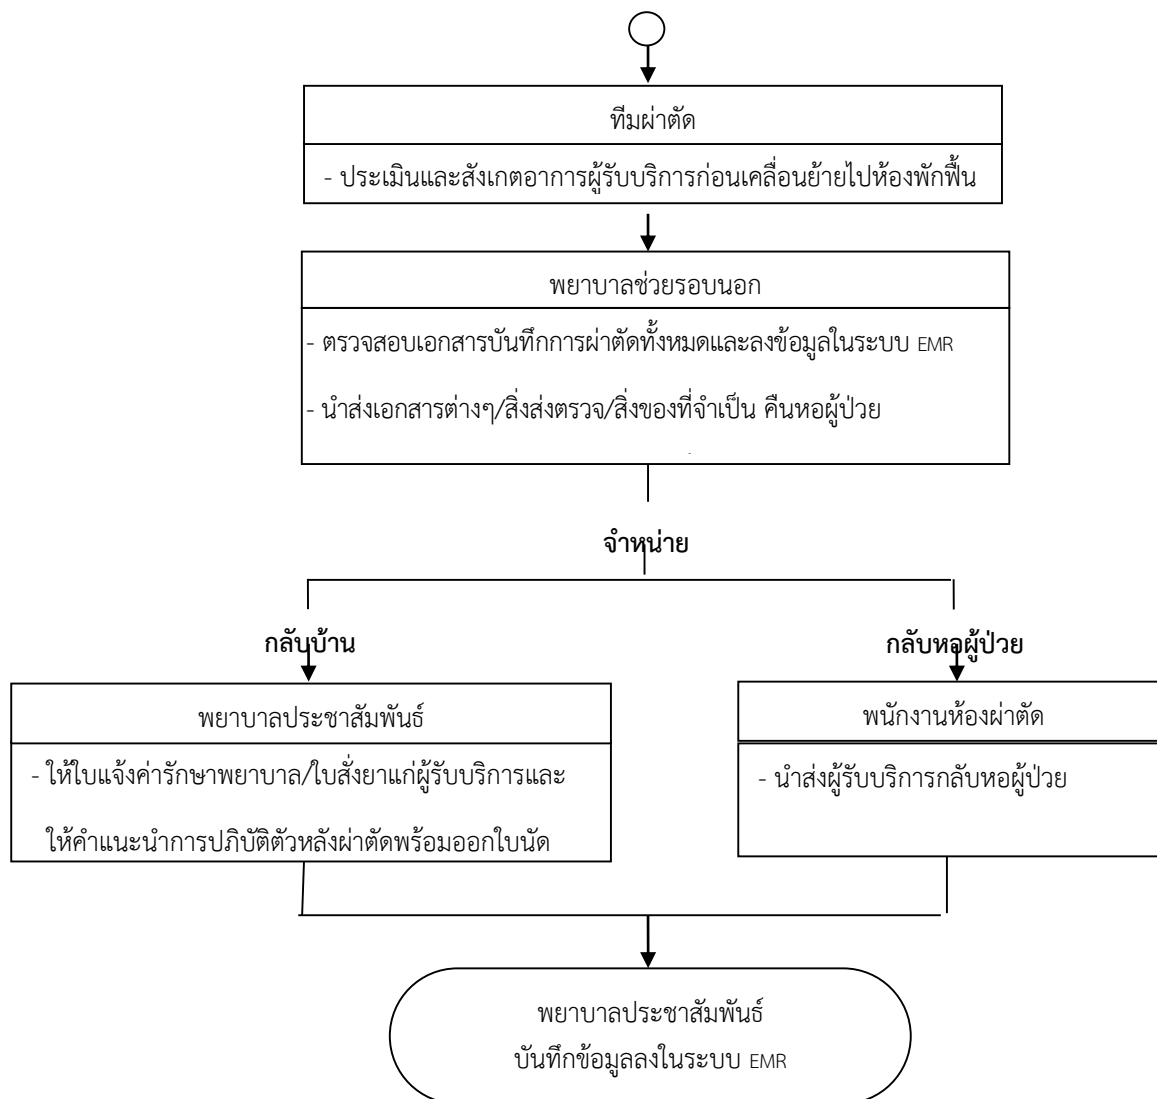 ทีมผ่าตัด
- ประเมินและสังเกตอาการผู้รับบริการก่อนเคลื่อนย้ายไปห้องพักฟื้น
พยาบาลช่วยรอบนอก
- ตรวจสอบเอกสารบันทึกการผ่าตัดทั้งหมดและลงข้อมูลในระบบ EMR
- นำส่งเอกสารต่างๆ/สิ่งส่งตรวจ/สิ่งของที่จำเป็น คืนหอผู้ป่วย
จำหน่าย
กลับบ้าน
กลับหอผู้ป่วย
พยาบาลประชาสัมพันธ์
- ให้ใบแจ้งค่ารักษาพยาบาล/ใบสั่งยาแก่ผู้รับบริการและ
ให้คำแนะนำการปฏิบัติตัวหลังผ่าตัดพร้อมออกใบนัด
พนักงานห้องผ่าตัด
- นำส่งผู้รับบริการกลับหอผู้ป่วย
พยาบาลประชาสัมพันธ์
บันทึกข้อมูลลงในระบบ EMR